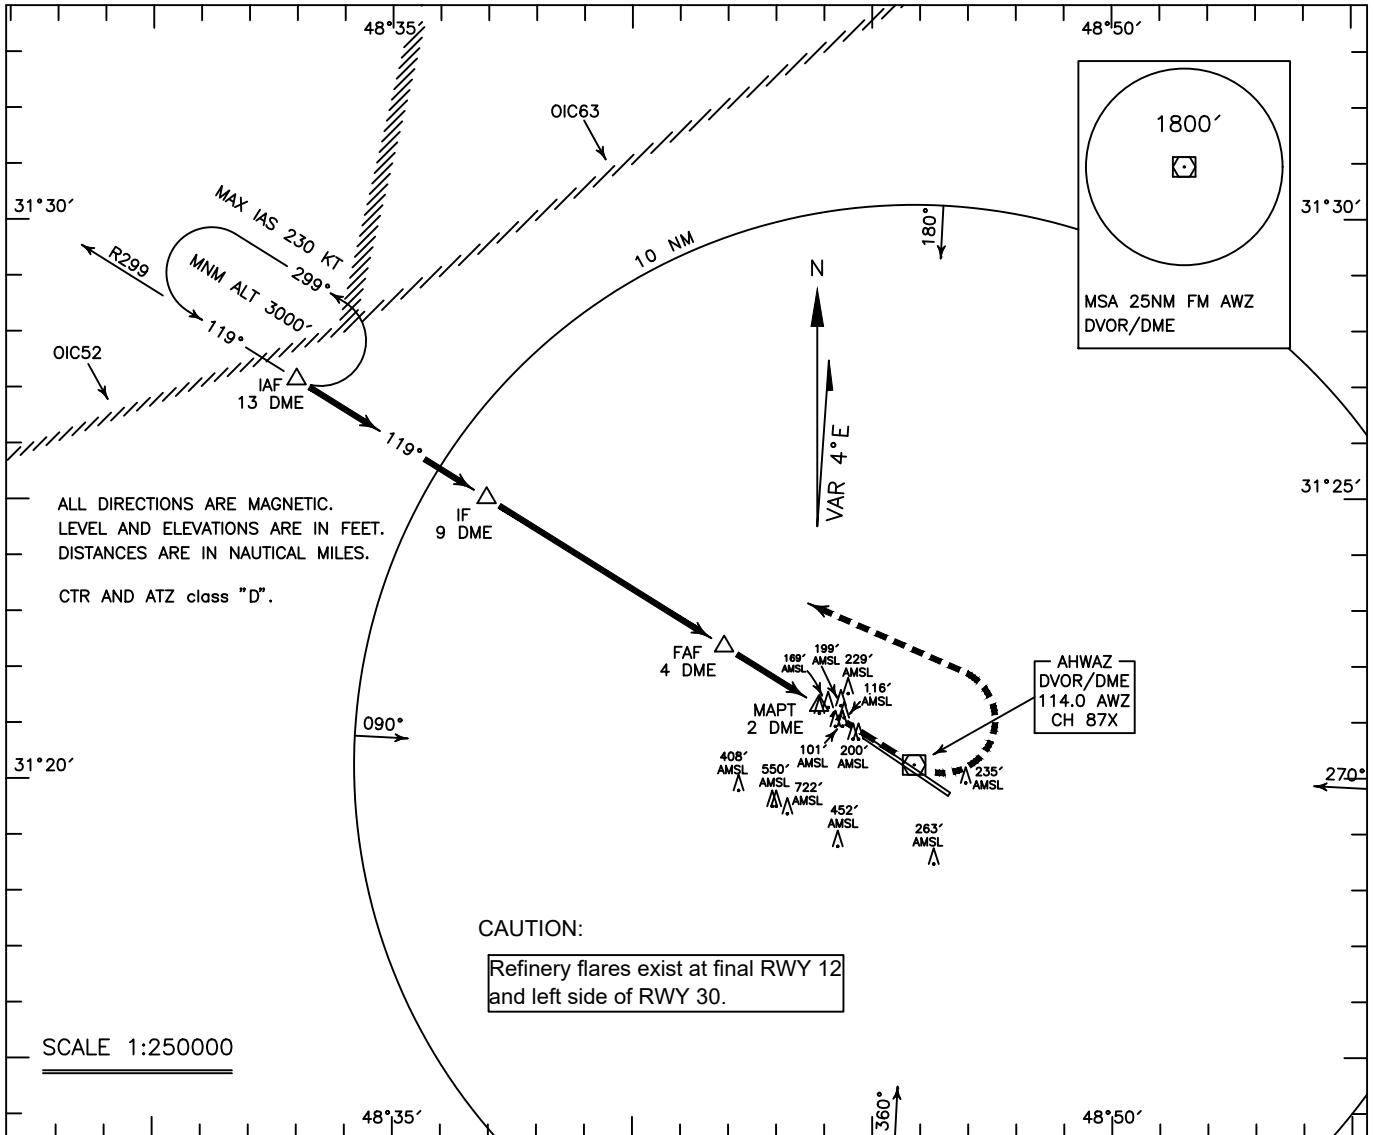 48°35′
48°50′
OIC63
1800′
MSA 25NM FM AWZ
DVOR/DME
31°30′
31°30′
MAX IAS 230 KT
R299
299°
MNM ALT 3000′
119°
10 NM
180°
N
VAR 4°E
OIC52
IAF
13 DME
119°
31°25′
IF
9 DME
ALL DIRECTIONS ARE MAGNETIC.
LEVEL AND ELEVATIONS ARE IN FEET.
DISTANCES ARE IN NAUTICAL MILES.
CTR AND ATZ class "D".
FAF
4 DME
169′
AMSL
199′
AMSL
229′
AMSL
116′
AMSL
AHWAZ
DVOR/DME
114.0 AWZ
CH 87X
MAPT
2 DME
090°
101′
AMSL
200′
AMSL
408′
AMSL
550′
AMSL
722′
AMSL
452′
AMSL
235′
AMSL
263′
AMSL
31°20′
270°
CAUTION:
Refinery flares exist at final RWY 12
and left side of RWY 30.
SCALE 1:250000
48°35′
360°
48°50′